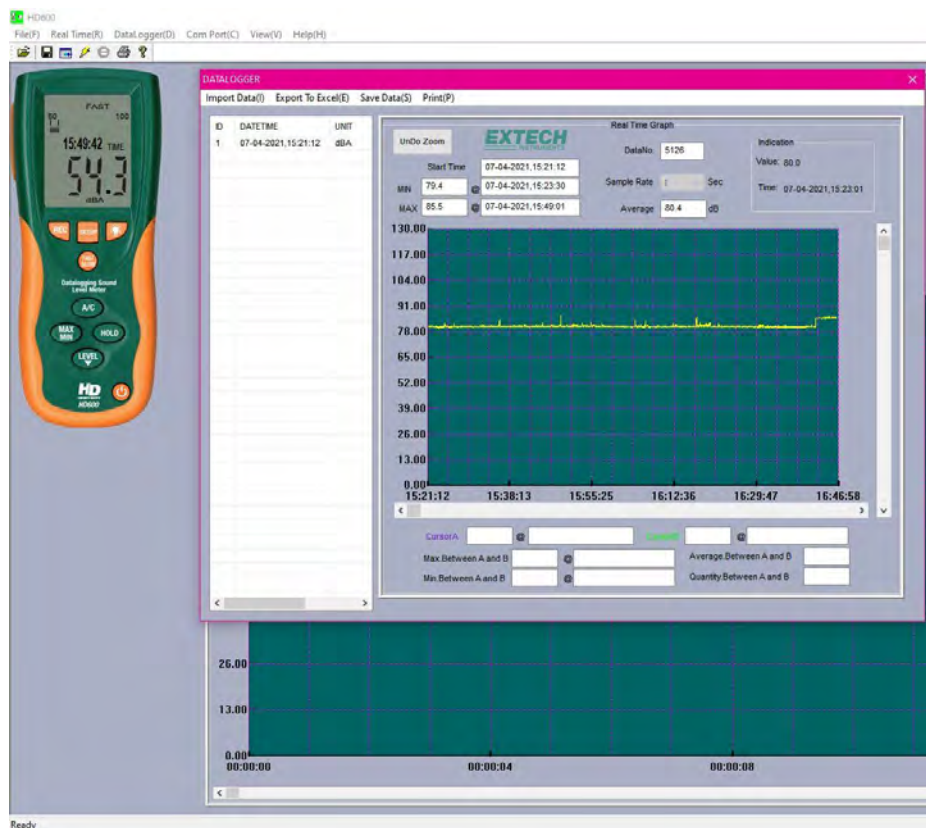 HD600
File(F) Real Time(R) DataLogger(D) Com Port(C) View(V) Help(H)
FAST
50 100
15:49:42 TIME
54.3
dBA
REC
SETUP
FAST SLOW
Datalogging Sound
Level Meter
A/C
MAX
MIN
HOLD
LEVEL
HD
HD600
DATALOGGER
Import Data(I) Export To Excel(E) Save Data(S) Print(P)
ID DATETIME UNIT
1 07-04-2021,15:21:12 dBA
Real Time Graph
UnDo Zoom
EXTECH
INSTRUMENTS
DataNo. 5126
Indication
Value: 80.0
Time: 07-04-2021,15:23:01
Start Time 07-04-2021,15:21:12
MIN 79.4 @ 07-04-2021,15:23:30
Sample Rate Sec
MAX 85.5 @ 07-04-2021,15:49:01
Average 80.4 dB
130.00
117.00
104.00
91.00
78.00
65.00
52.00
39.00
26.00
13.00
0.00
15:21:12 15:38:13 15:55:25 16:12:36 16:29:47 16:46:58
CursorA @ @
Max.Between A and B @ Average.Between A and B
Min.Between A and B @ Quantity.Between A and B
26.00
13.00
0.00
00:00:00 00:00:04 00:00:08
Ready